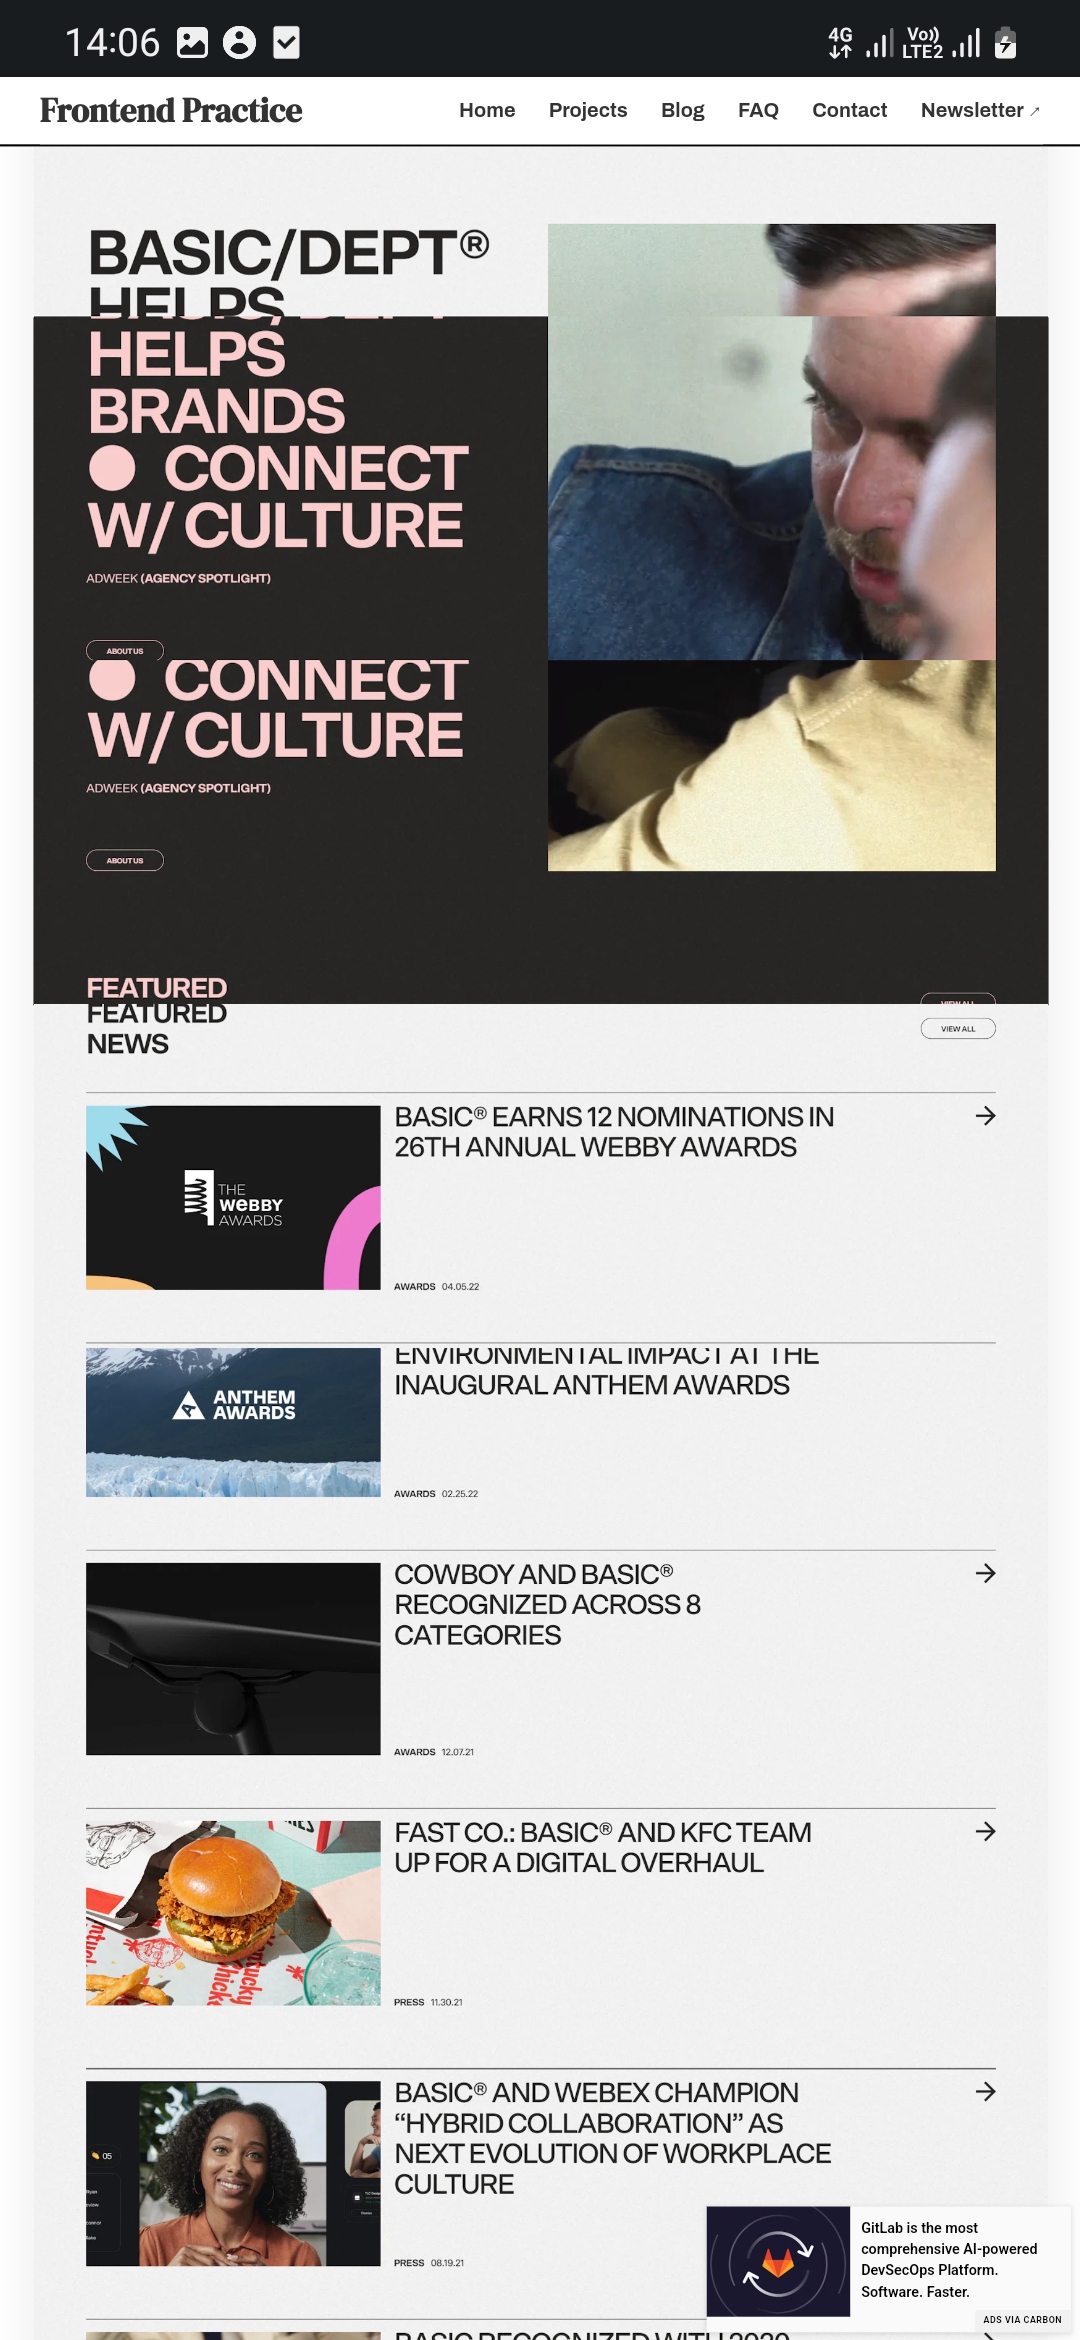 14:06
4G
Vo))
LTE2
Frontend Practice
Home
Projects
Blog
FAQ
Contact
Newsletter ↗
BASIC/DEPT®
HELPS
HELPS
BRANDS
● CONNECT
W/ CULTURE
ADWEEK (AGENCY SPOTLIGHT)
ABOUT US
● CONNECT
W/ CULTURE
ADWEEK (AGENCY SPOTLIGHT)
ABOUT US
FEATURED
VIEW ALL
FEATURED
VIEW ALL
NEWS
THE
WEBBY
AWARDS
BASIC® EARNS 12 NOMINATIONS IN
26TH ANNUAL WEBBY AWARDS
→
AWARDS 04.05.22
ANTHEM
AWARDS
ENVIRONMENTAL IMPACT AT THE
INAUGURAL ANTHEM AWARDS
AWARDS 02.25.22
COWBOY AND BASIC®
RECOGNIZED ACROSS 8
CATEGORIES
→
AWARDS 12.07.21
FAST CO.: BASIC® AND KFC TEAM
UP FOR A DIGITAL OVERHAUL
→
PRESS 11.30.21
05
BASIC® AND WEBEX CHAMPION
“HYBRID COLLABORATION” AS
NEXT EVOLUTION OF WORKPLACE
CULTURE
→
PRESS 08.19.21
GitLab is the most
comprehensive AI-powered
DevSecOps Platform.
Software. Faster.
ADS VIA CARBON
BASIC RECOGNIZED WITH 2020